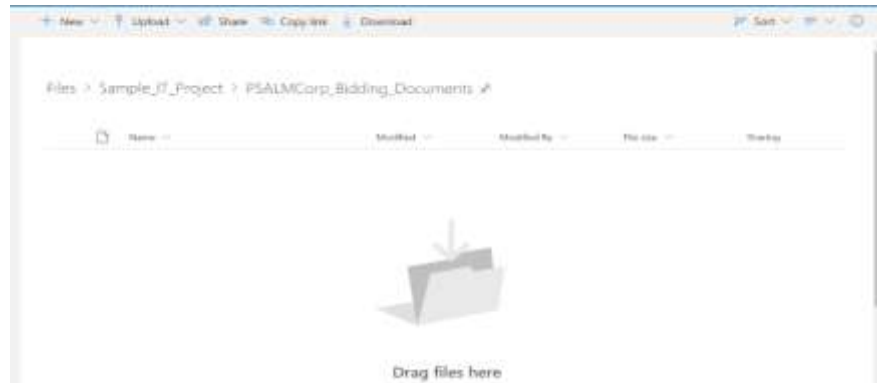 New Upload Share Copy link Download Sort
Files > Sample_IT_Project > PSALMCorp_Bidding_Documents
Name Modified Modified By File size Sharing
Drag files here